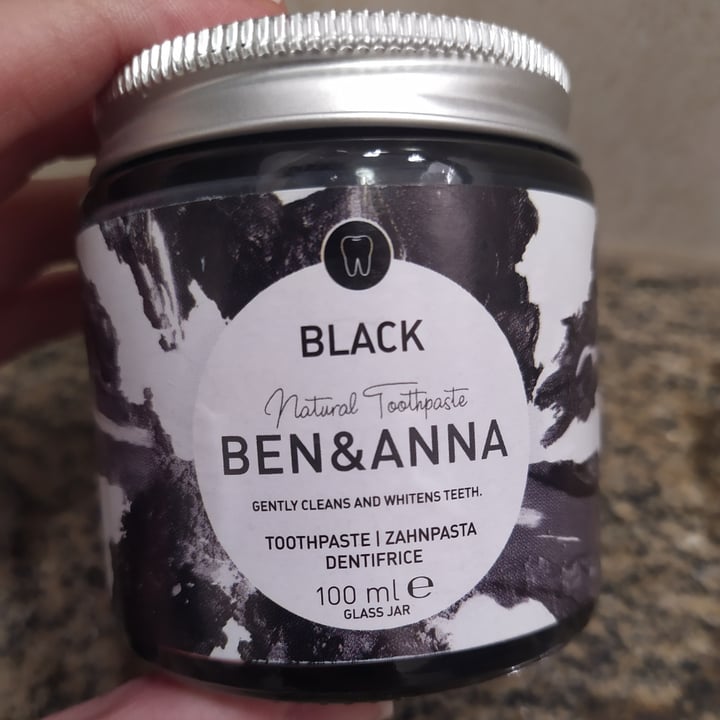 BLACK
Natural Toothpaste
BEN&ANNA
GENTLY CLEANS AND WHITENS TEETH.
TOOTHPASTE | ZAHNPASTA
DENTIFRICE
100 ml ℮
GLASS JAR